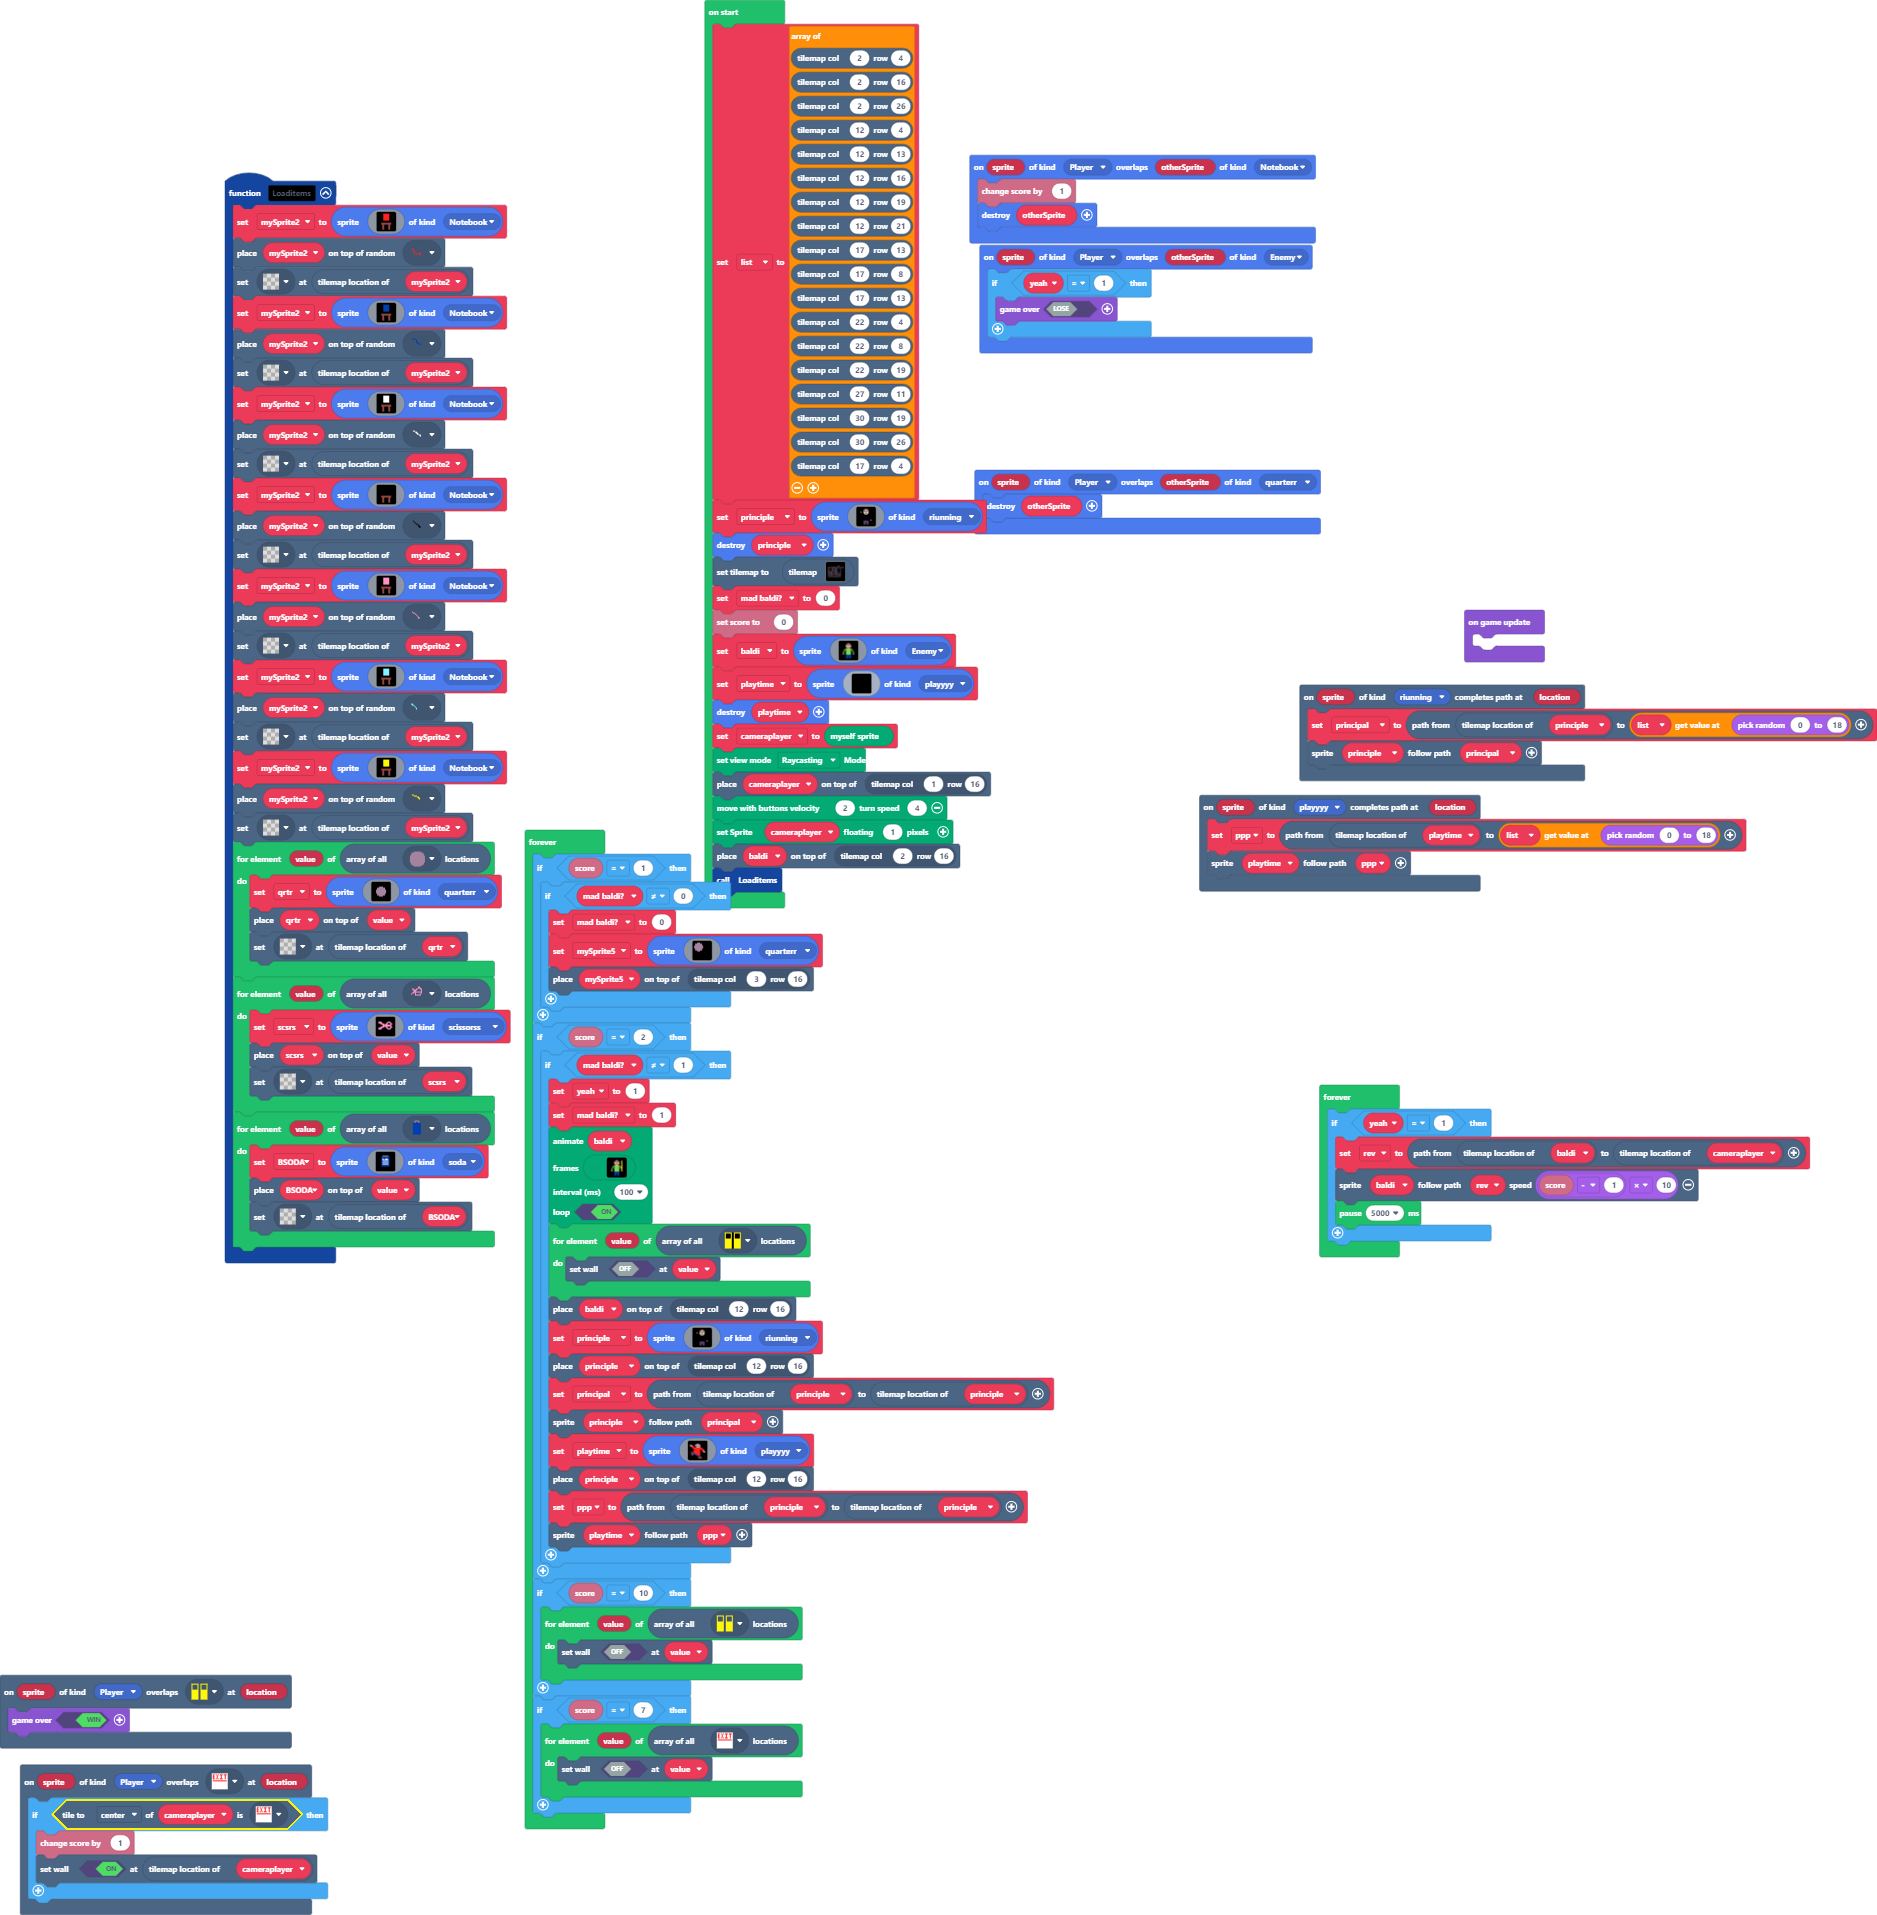 on start
set list to array of
tilemap col 2 row 4
tilemap col 2 row 16
tilemap col 2 row 26
tilemap col 12 row 4
tilemap col 12 row 13
tilemap col 12 row 16
tilemap col 12 row 19
tilemap col 12 row 21
tilemap col 17 row 13
tilemap col 17 row 8
tilemap col 17 row 13
tilemap col 22 row 4
tilemap col 22 row 8
tilemap col 22 row 19
tilemap col 27 row 11
tilemap col 30 row 19
tilemap col 30 row 26
tilemap col 17 row 4
set principle to sprite of kind riunning
destroy principle
set tilemap to tilemap
set mad baldi? to 0
set score to 0
set baldi to sprite of kind Enemy
set playtime to sprite of kind playyyy
destroy playtime
set cameraplayer to myself sprite
set view mode Raycasting Mode
place cameraplayer on top of tilemap col 1 row 16
move with buttons velocity 2 turn speed 4
set Sprite cameraplayer floating 1 pixels
place baldi on top of tilemap col 2 row 16
call Loaditems
function Loaditems
set mySprite2 to sprite of kind Notebook
place mySprite2 on top of random
set at tilemap location of mySprite2
set mySprite2 to sprite of kind Notebook
place mySprite2 on top of random
set at tilemap location of mySprite2
set mySprite2 to sprite of kind Notebook
place mySprite2 on top of random
set at tilemap location of mySprite2
set mySprite2 to sprite of kind Notebook
place mySprite2 on top of random
set at tilemap location of mySprite2
set mySprite2 to sprite of kind Notebook
place mySprite2 on top of random
set at tilemap location of mySprite2
set mySprite2 to sprite of kind Notebook
place mySprite2 on top of random
set at tilemap location of mySprite2
set mySprite2 to sprite of kind Notebook
place mySprite2 on top of random
set at tilemap location of mySprite2
for element value of array of all locations
do
set qrtr to sprite of kind quarterr
place qrtr on top of value
set at tilemap location of qrtr
for element value of array of all locations
do
set scsrs to sprite of kind scissorss
place scsrs on top of value
set at tilemap location of scsrs
for element value of array of all locations
do
set BSODA to sprite of kind soda
place BSODA on top of value
set at tilemap location of BSODA
on sprite of kind Player overlaps otherSprite of kind Notebook
change score by 1
destroy otherSprite
on sprite of kind Player overlaps otherSprite of kind Enemy
if yeah = 1 then
game over LOSE
on sprite of kind Player overlaps otherSprite of kind quarterr
destroy otherSprite
on game update
on sprite of kind riunning completes path at location
set principal to path from tilemap location of principle to list get value at pick random 0 to 18
sprite principle follow path principal
on sprite of kind playyyy completes path at location
set ppp to path from tilemap location of playtime to list get value at pick random 0 to 18
sprite playtime follow path ppp
forever
if score = 1 then
if mad baldi? ≠ 0 then
set mad baldi? to 0
set mySprite5 to sprite of kind quarterr
place mySprite5 on top of tilemap col 3 row 16
if score = 2 then
if mad baldi? ≠ 1 then
set yeah to 1
set mad baldi? to 1
animate baldi
frames
interval (ms) 100
loop ON
for element value of array of all locations
do
set wall OFF at value
place baldi on top of tilemap col 12 row 16
set principle to sprite of kind riunning
place principle on top of tilemap col 12 row 16
set principal to path from tilemap location of principle to tilemap location of principle
sprite principle follow path principal
set playtime to sprite of kind playyyy
place principle on top of tilemap col 12 row 16
set ppp to path from tilemap location of principle to tilemap location of principle
sprite playtime follow path ppp
if score = 10 then
for element value of array of all locations
do
set wall OFF at value
if score = 7 then
for element value of array of all EXIT locations
do
set wall OFF at value
forever
if yeah = 1 then
set rev to path from tilemap location of baldi to tilemap location of cameraplayer
sprite baldi follow path rev speed score - 1 × 10
pause 5000 ms
on sprite of kind Player overlaps at location
game over WIN
on sprite of kind Player overlaps EXIT at location
if tile to center of cameraplayer is EXIT then
change score by 1
set wall ON at tilemap location of cameraplayer